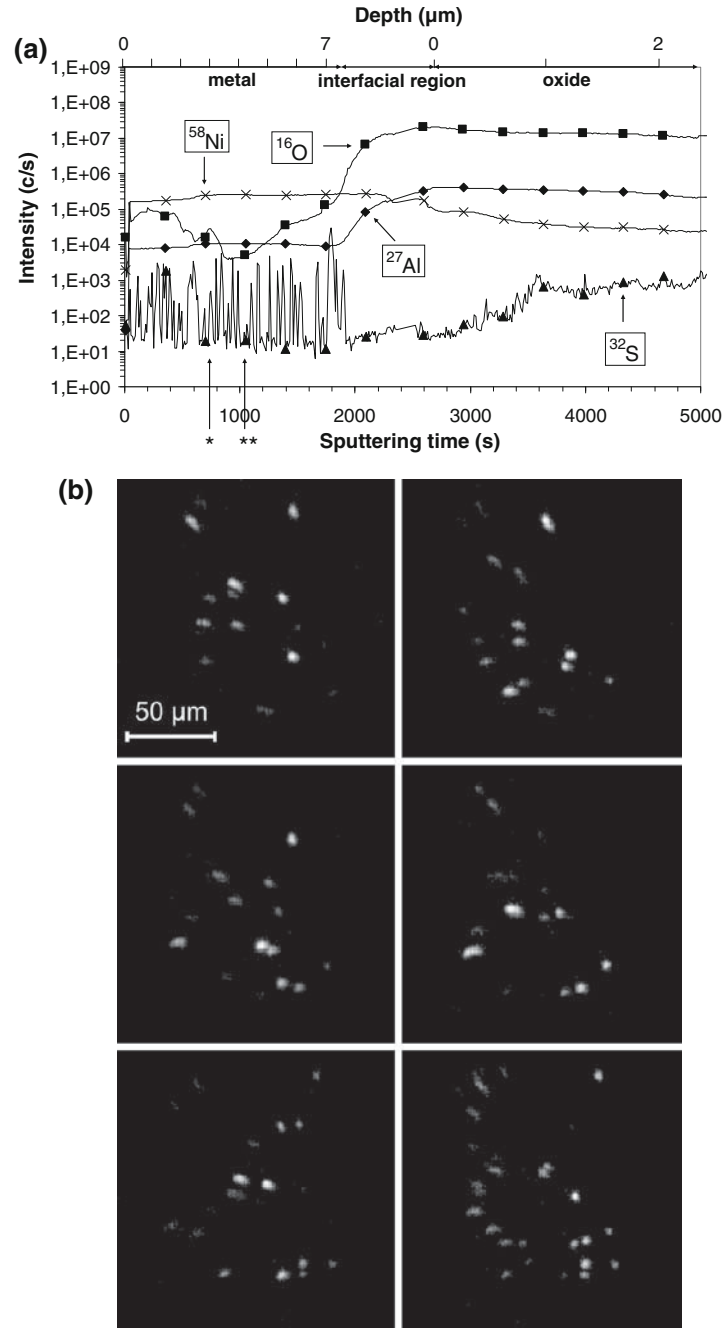 Depth (μm)
0 7 0 2
(a)
metal interfacial region oxide
1,E+09
1,E+08
1,E+07
1,E+06
1,E+05
1,E+04
1,E+03
1,E+02
1,E+01
1,E+00
Intensity (c/s)
⁵⁸Ni
¹⁶O
²⁷Al
³²S
0 1000 2000 3000 4000 5000
* **
Sputtering time (s)
(b)
50 μm